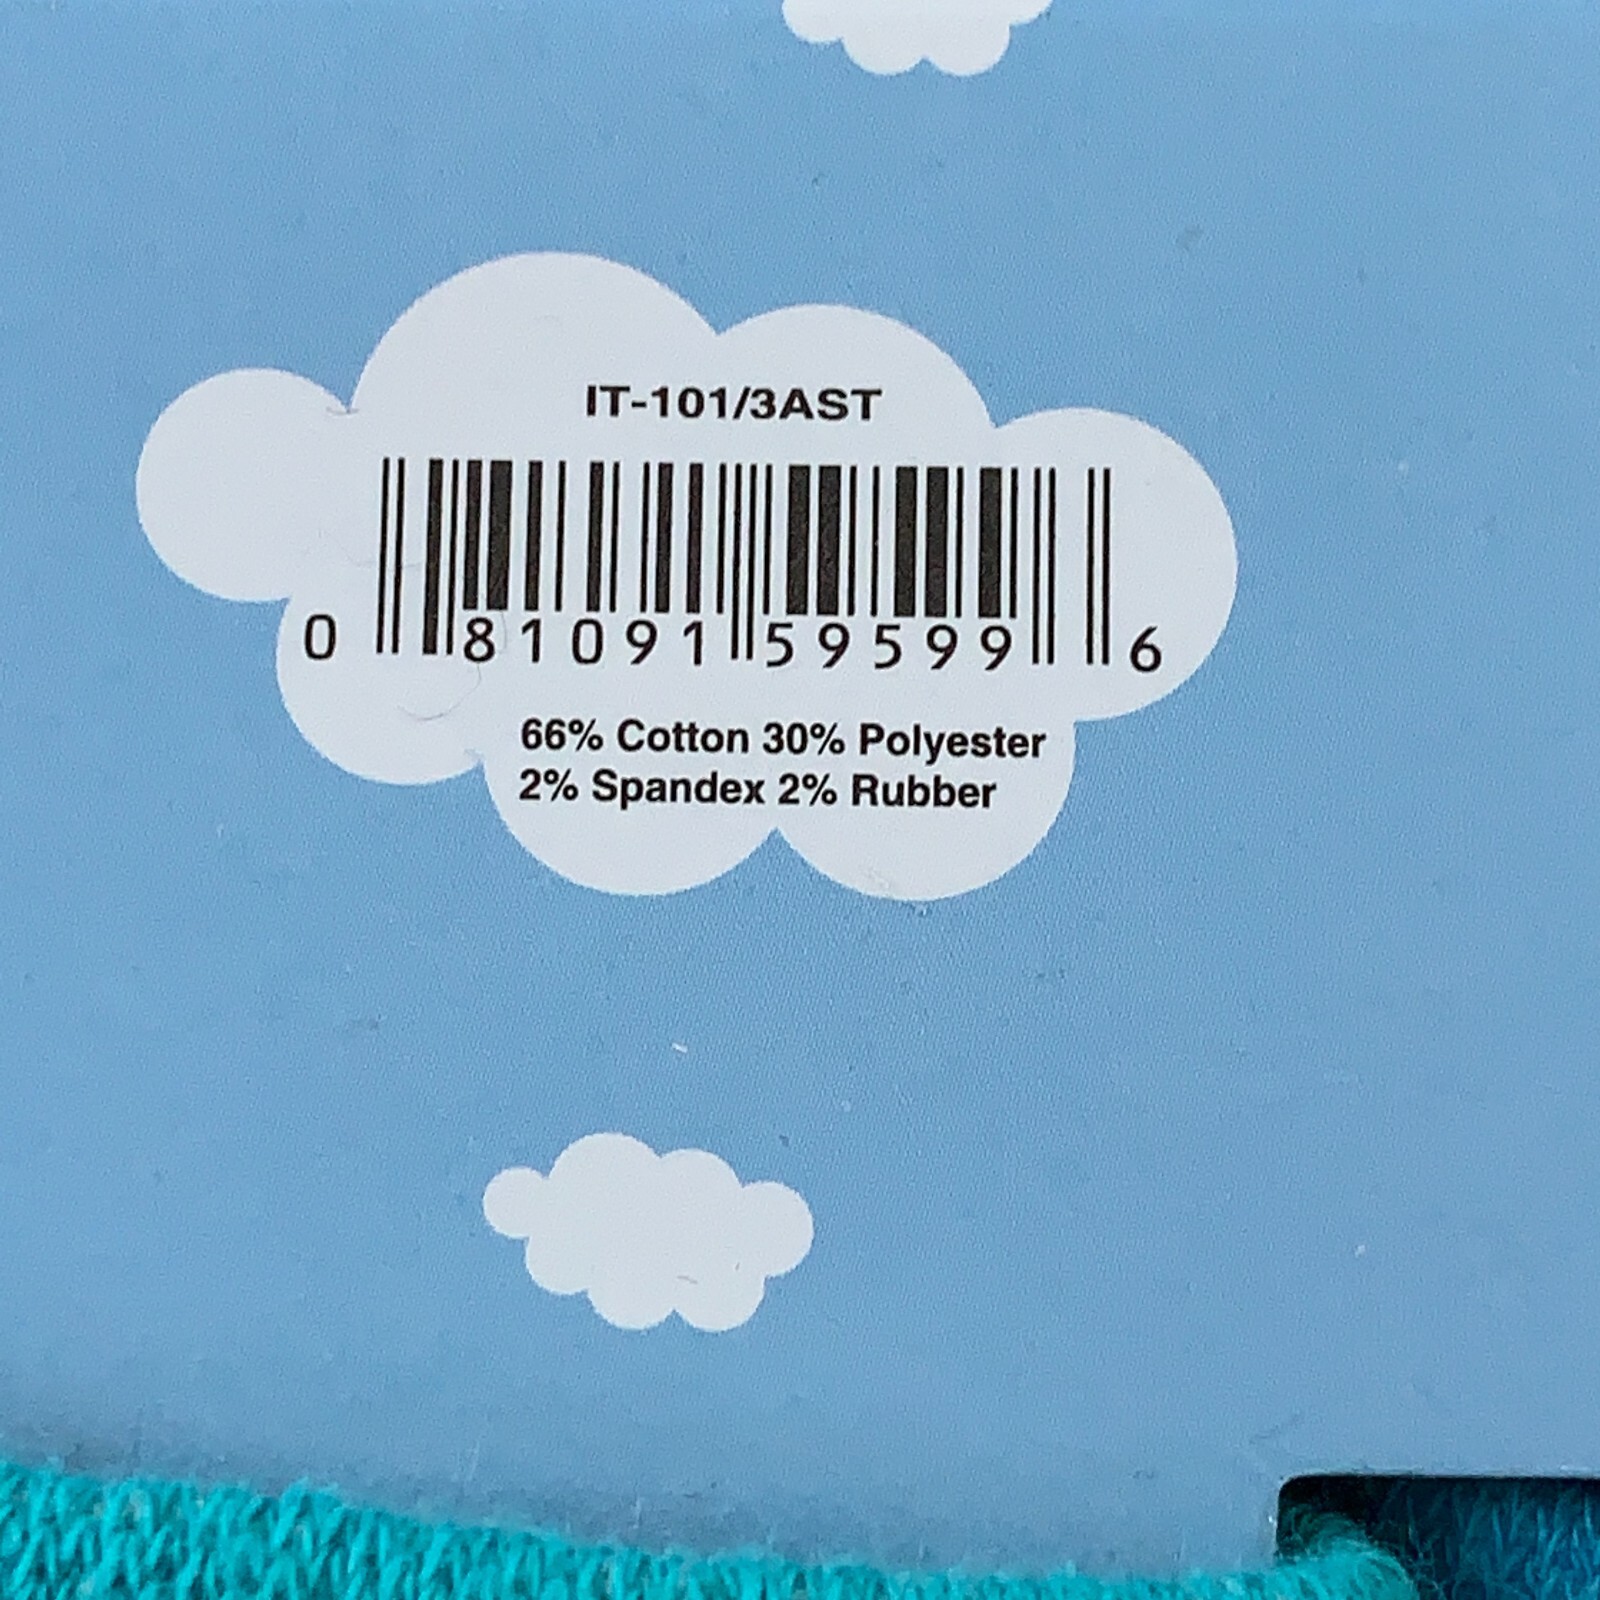 IT-101/3AST
0 81091 59599 6
66% Cotton 30% Polyester
2% Spandex 2% Rubber